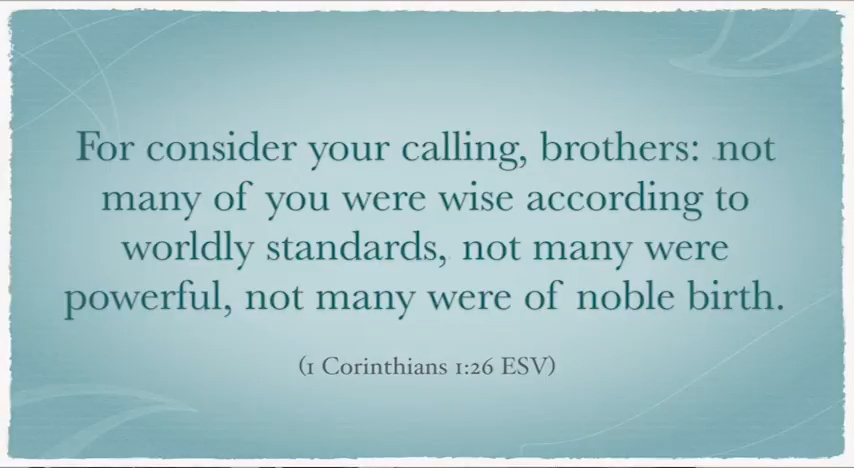 For consider your calling, brothers: not
many of you were wise according to
worldly standards, not many were
powerful, not many were of noble birth.
(1 Corinthians 1:26 ESV)